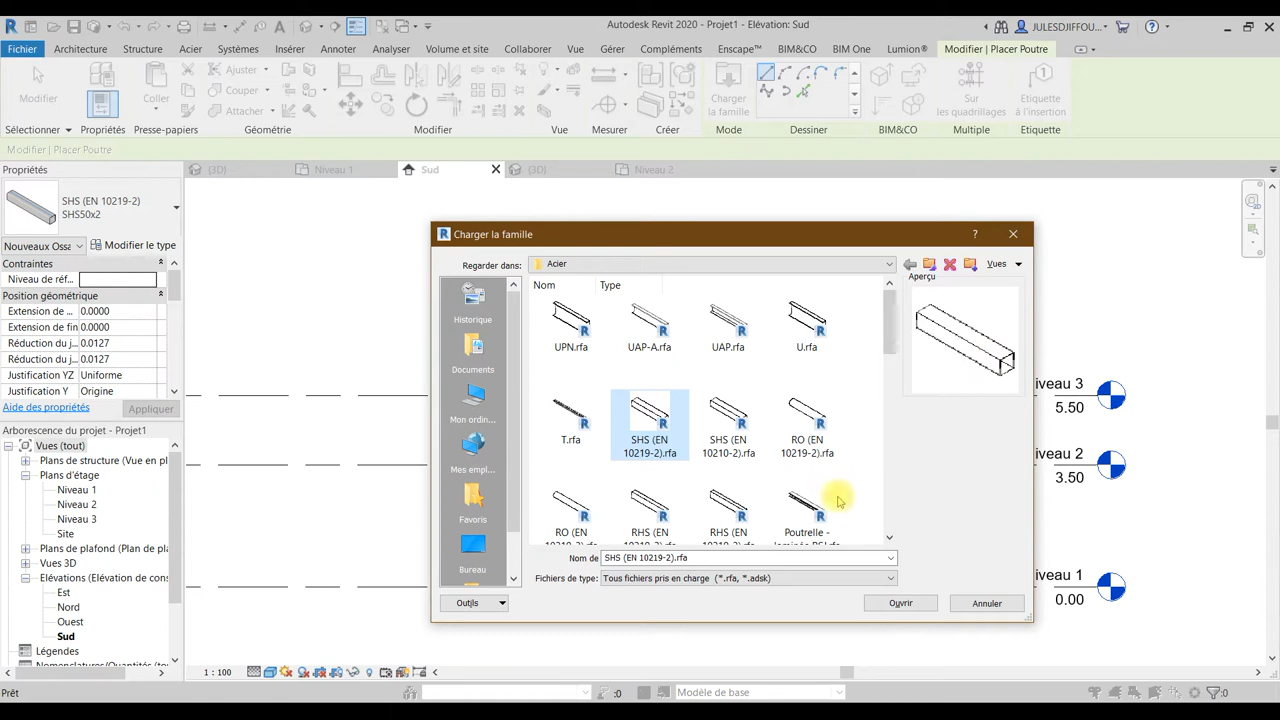 Autodesk Revit 2020 - Projet1 - Elévation: Sud
JULESDJIFFOU...
Fichier Architecture Structure Acier Systèmes Insérer Annoter Analyser Volume et site Collaborer Vue Gérer Compléments Enscape™ BIM&CO BIM One Lumion® Modifier | Placer Poutre
Modifier
Coller
Ajuster
Couper
Attacher
Charger
la famille
Sur
les quadrillages
Etiquette
à l'insertion
Sélectionner Propriétés Presse-papiers Géométrie Modifier Vue Mesurer Créer Mode Dessiner BIM&CO Multiple Etiquette
Modifier | Placer Poutre
Propriétés
{3D} Niveau 1 Sud {3D} Niveau 2
SHS (EN 10219-2)
SHS50x2
Nouveaux Ossa Modifier le type
Contraintes
Niveau de réf...
Position géométrique
Extension de ... 0.0000
Extension de fin 0.0000
Réduction du j... 0.0127
Réduction du j... 0.0127
Justification YZ Uniforme
Justification Y Origine
Aide des propriétés Appliquer
Arborescence du projet - Projet1
Vues (tout)
Plans de structure (Vue en pl
Plans d'étage
Niveau 1
Niveau 2
Niveau 3
Site
Plans de plafond (Plan de pla
Vues 3D
Elévations (Elévation de cons
Est
Nord
Ouest
Sud
Légendes
Nomenclatures/Quantités (tou
Charger la famille
Regarder dans: Acier
Vues
Nom Type
Aperçu
Historique
Documents
Mon ordin...
Mes empl...
Favoris
Bureau
UPN.rfa UAP-A.rfa UAP.rfa U.rfa
T.rfa SHS (EN 10219-2).rfa SHS (EN 10210-2).rfa RO (EN 10219-2).rfa
RO (EN RHS (EN RHS (EN Poutrelle -
Nom de SHS (EN 10219-2).rfa
Fichiers de type: Tous fichiers pris en charge (*.rfa, *.adsk)
Outils Ouvrir Annuler
iveau 3
5.50
iveau 2
3.50
iveau 1
0.00
1 : 100
Prêt
:0
Modèle de base
:0